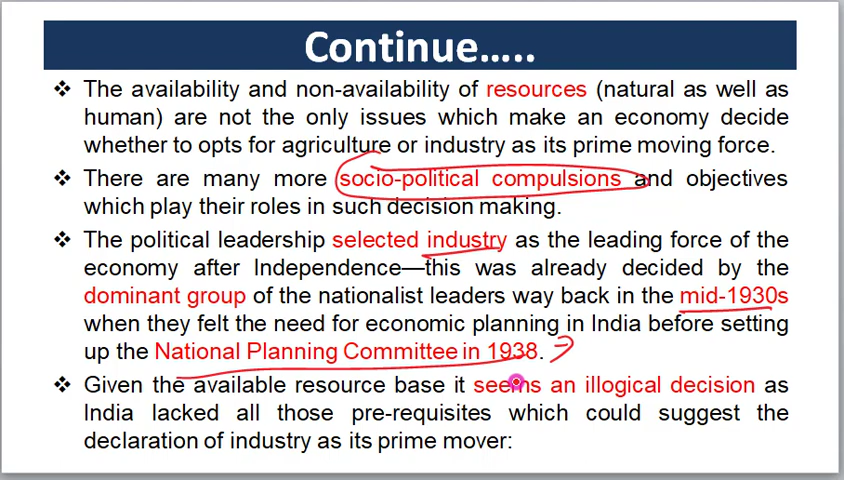 Continue.....
❖ The availability and non-availability of resources (natural as well as
human) are not the only issues which make an economy decide
whether to opts for agriculture or industry as its prime moving force.
❖ There are many more socio-political compulsions and objectives
which play their roles in such decision making.
❖ The political leadership selected industry as the leading force of the
economy after Independence—this was already decided by the
dominant group of the nationalist leaders way back in the mid-1930s
when they felt the need for economic planning in India before setting
up the National Planning Committee in 1938.
❖ Given the available resource base it seems an illogical decision as
India lacked all those pre-requisites which could suggest the
declaration of industry as its prime mover: